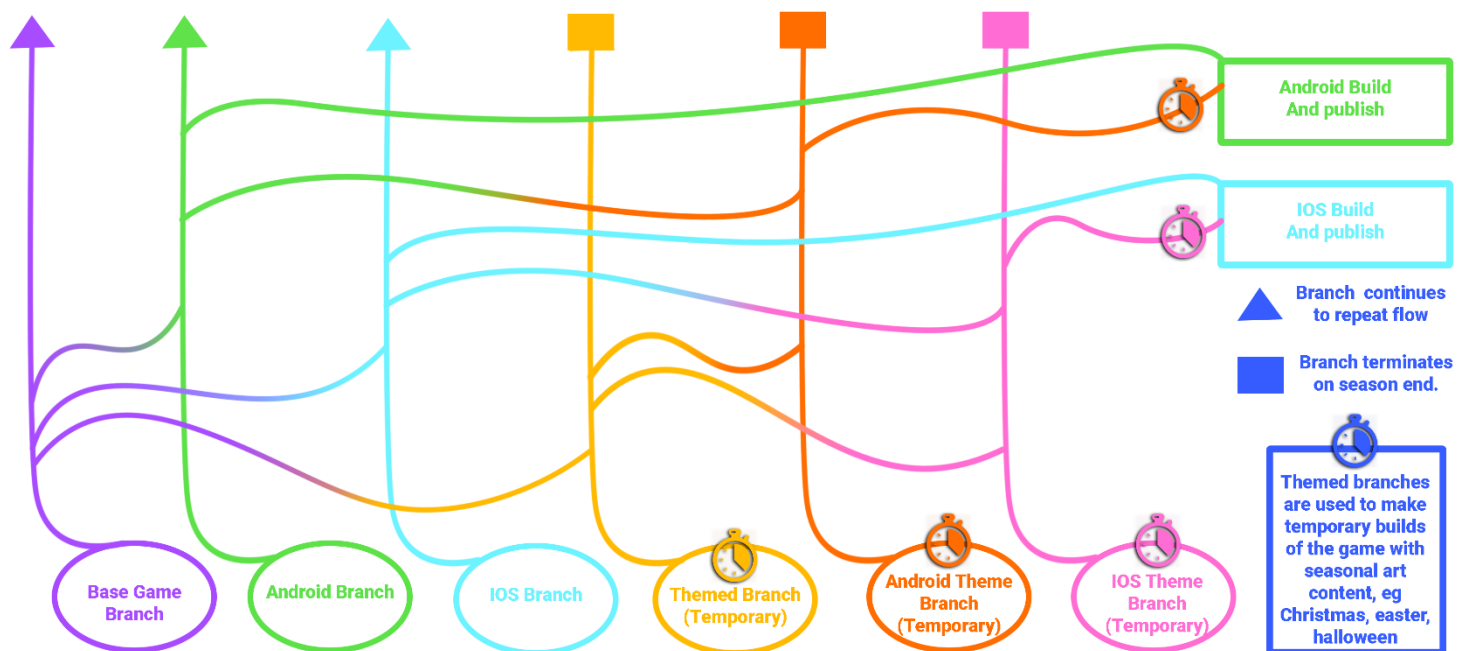 Android Build
And publish
IOS Build
And publish
Branch continues
to repeat flow
Branch terminates
on season end.
Themed branches
are used to make
temporary builds
of the game with
seasonal art
content, eg
Christmas, easter,
halloween
Base Game
Branch
Android Branch
IOS Branch
Themed Branch
(Temporary)
Android Theme
Branch
(Temporary)
IOS Theme
Branch
(Temporary)